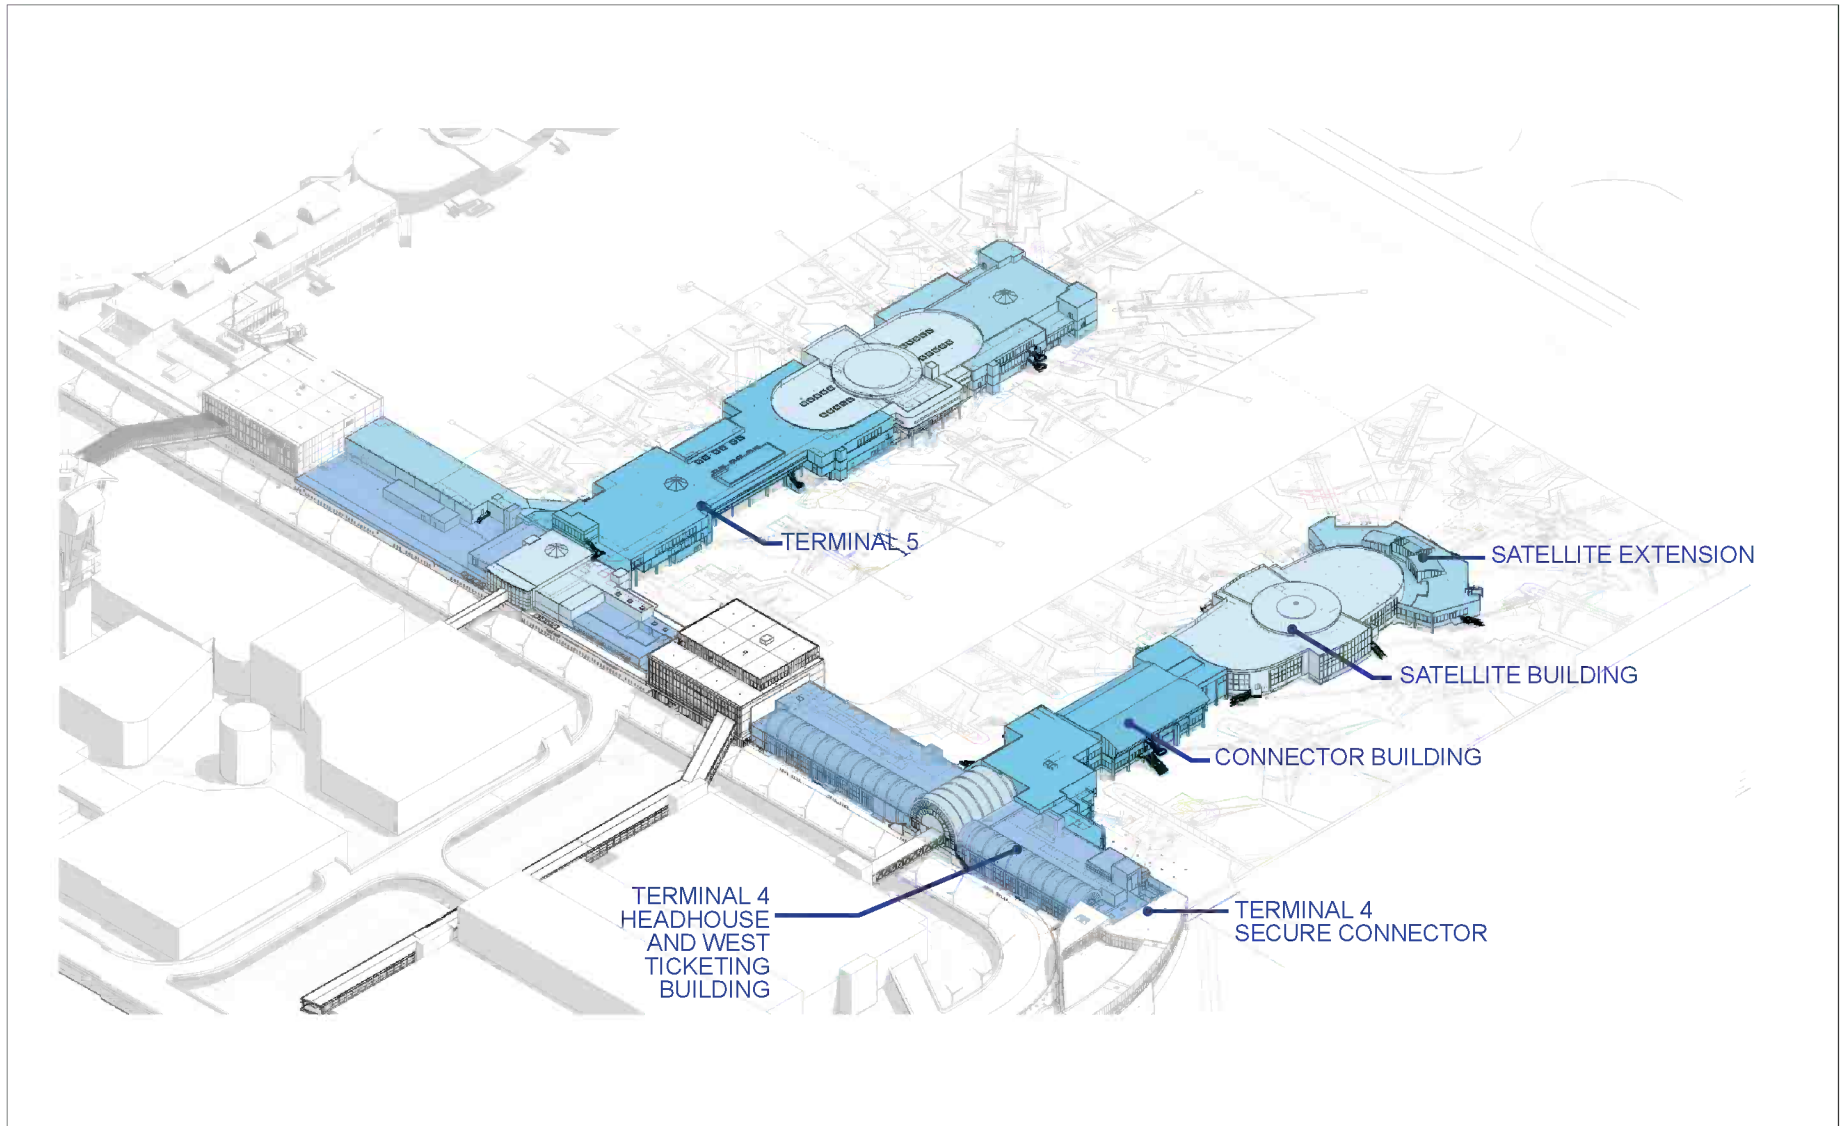 TERMINAL 5
SATELLITE EXTENSION
SATELLITE BUILDING
CONNECTOR BUILDING
TERMINAL 4
HEADHOUSE
AND WEST
TICKETING
BUILDING
TERMINAL 4
SECURE CONNECTOR